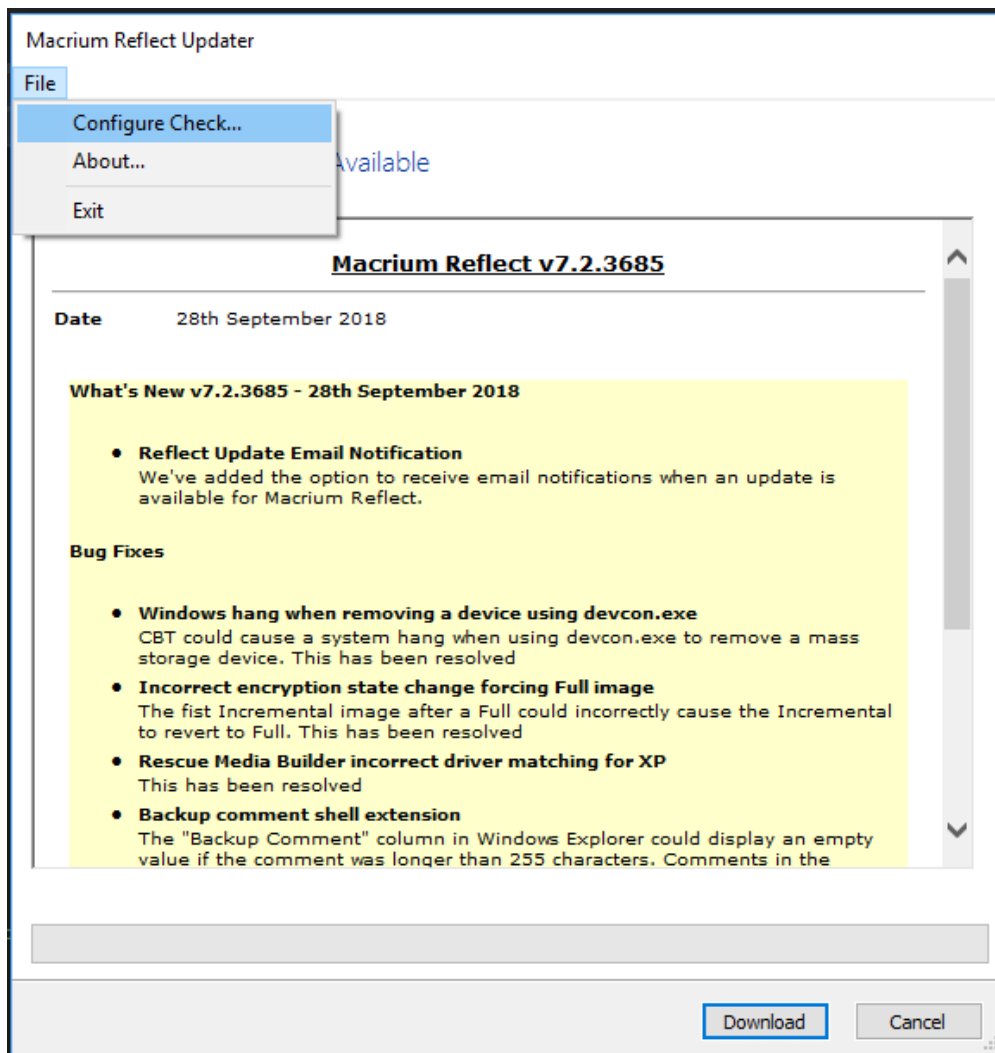 Macrium Reflect Updater
File
Configure Check...
About...
Exit
Available
Macrium Reflect v7.2.3685
Date 28th September 2018
What's New v7.2.3685 - 28th September 2018
• Reflect Update Email Notification
We've added the option to receive email notifications when an update is
available for Macrium Reflect.
Bug Fixes
• Windows hang when removing a device using devcon.exe
CBT could cause a system hang when using devcon.exe to remove a mass
storage device. This has been resolved
• Incorrect encryption state change forcing Full image
The fist Incremental image after a Full could incorrectly cause the Incremental
to revert to Full. This has been resolved
• Rescue Media Builder incorrect driver matching for XP
This has been resolved
• Backup comment shell extension
The "Backup Comment" column in Windows Explorer could display an empty
value if the comment was longer than 255 characters. Comments in the
Download Cancel